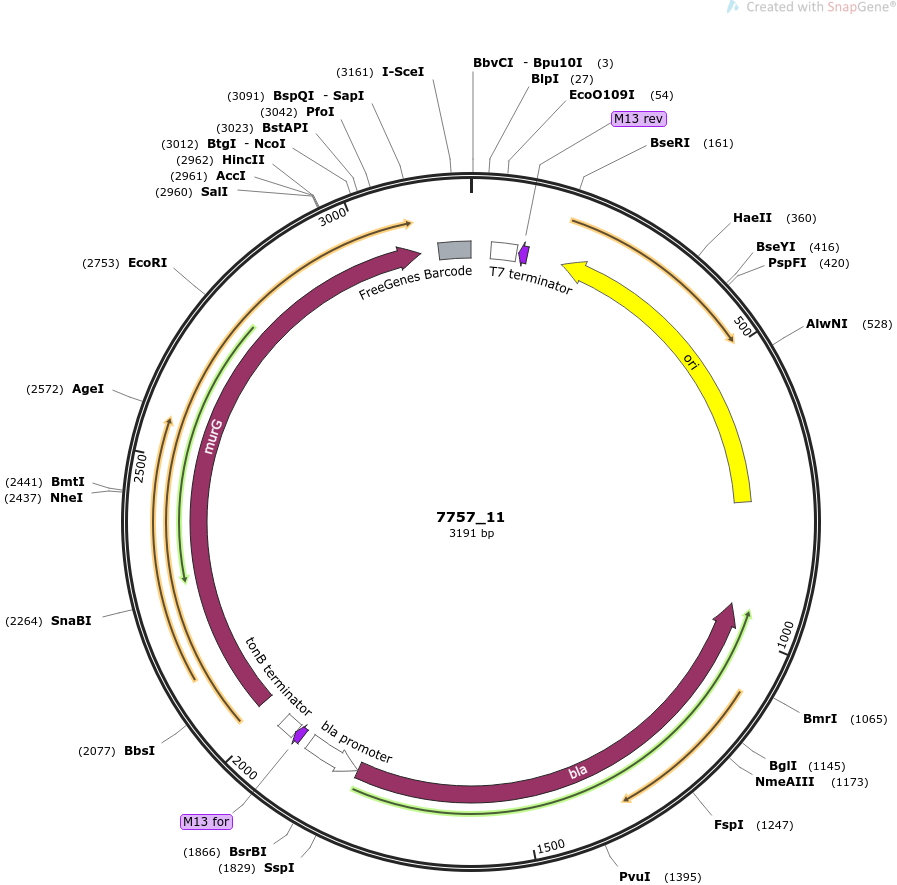 Created with SnapGene®
(3161) I-SceI
BbvCI - Bpu10I (3)
BlpI (27)
(3091) BspQI - SapI
EcoO109I (54)
(3042) PfoI
M13 rev
(3023) BstAPI
(3012) BtgI - NcoI
BseRI (161)
(2962) HincII
(2961) AccI
(2960) SalI
3000
HaeII (360)
BseYI (416)
(2753) EcoRI
PspFI (420)
FreeGenes Barcode
T7 terminator
500
AlwNI (528)
ori
(2572) AgeI
murG
2500
(2441) BmtI
(2437) NheI
7757_11
3191 bp
(2264) SnaBI
1000
tonB terminator
BmrI (1065)
bla promoter
(2077) BbsI
2000
BglI (1145)
bla
NmeAIII (1173)
M13 for
FspI (1247)
1500
(1866) BsrBI
(1829) SspI
PvuI (1395)